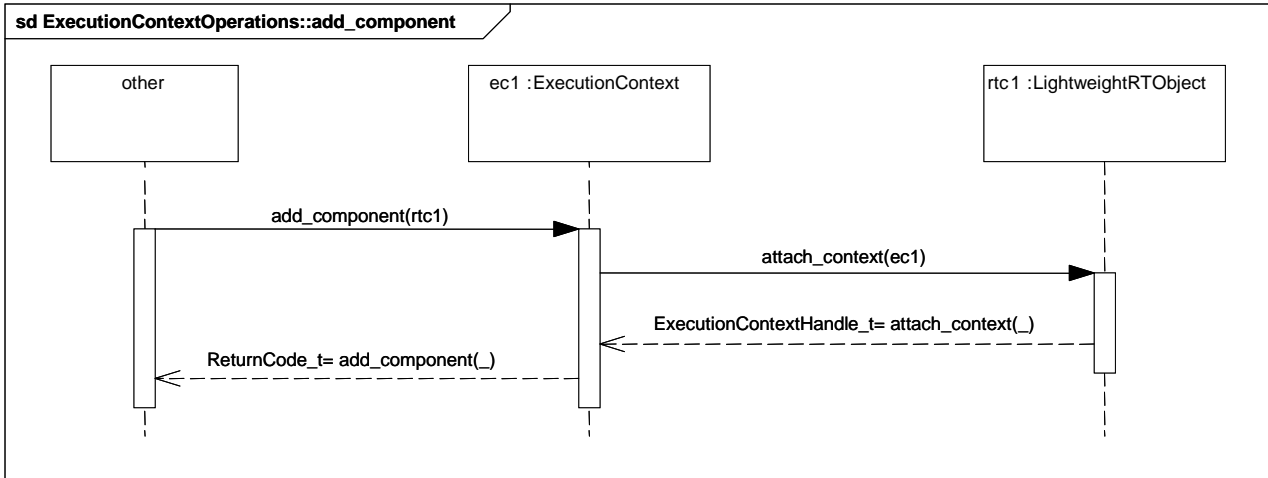 sd ExecutionContextOperations::add_component
other
ec1 :ExecutionContext
rtc1 :LightweightRTObject
add_component(rtc1)
attach_context(ec1)
ExecutionContextHandle_t= attach_context(_)
ReturnCode_t= add_component(_)